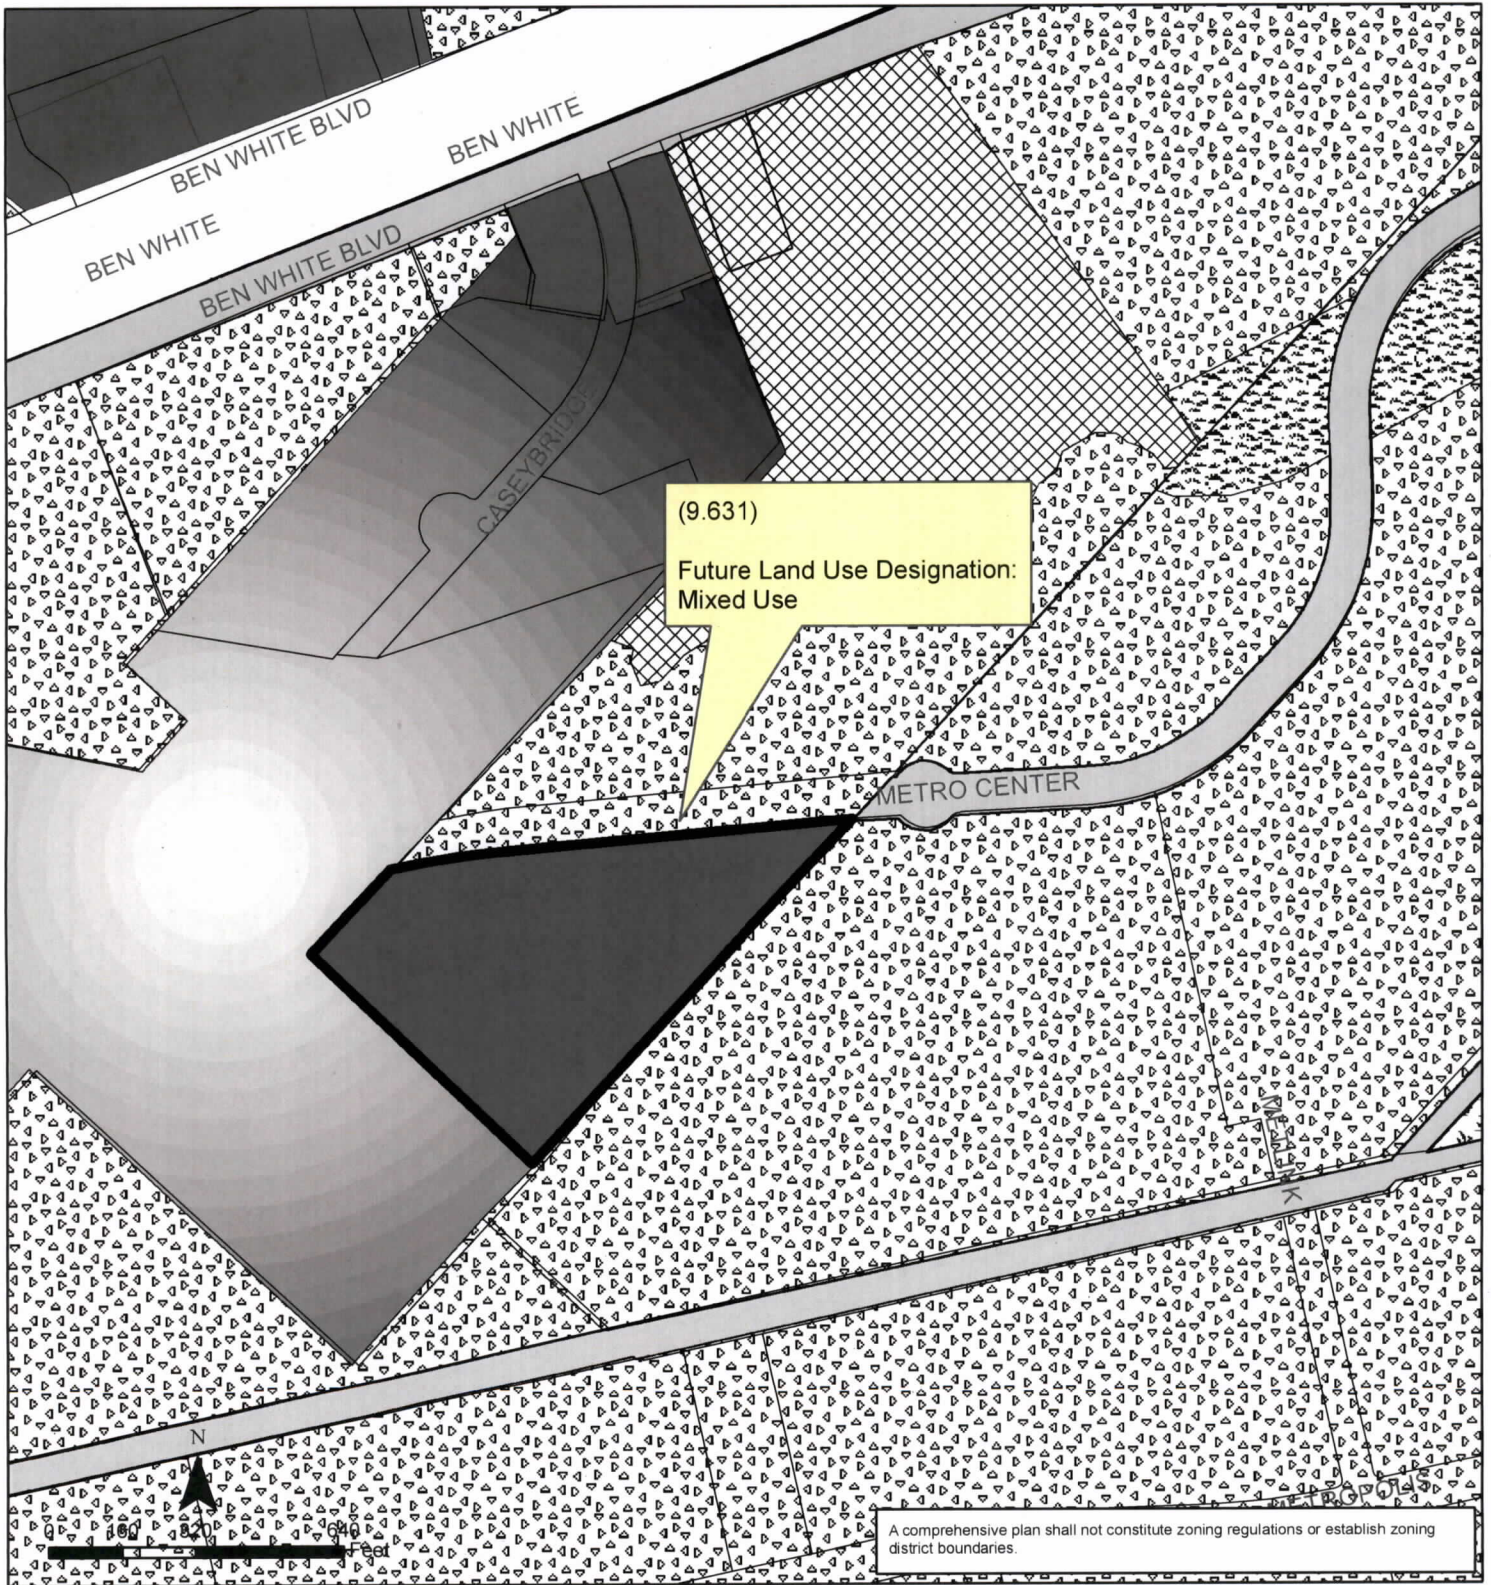 BEN WHITE BLVD
BEN WHITE
BEN WHITE
BEN WHITE BLVD
CASEYBRIDGE
(9.631)
Future Land Use Designation:
Mixed Use
METRO CENTER
METLINK
METROPOLIS
N
0 160 320 640
Feet
A comprehensive plan shall not constitute zoning regulations or establish zoning
district boundaries.